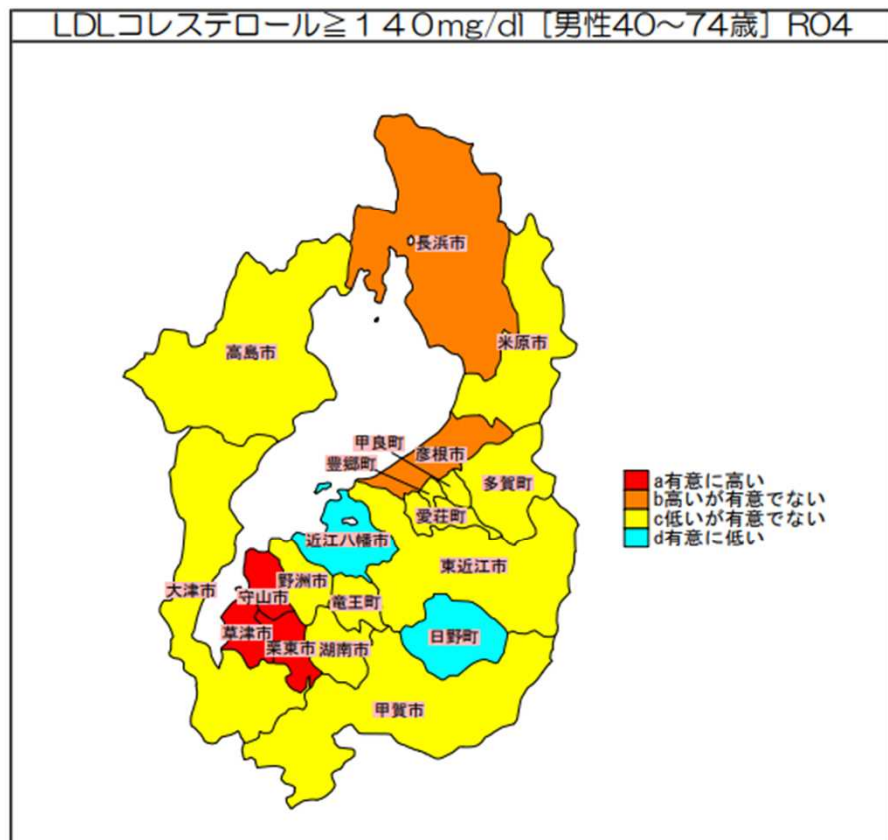 LDLコレステロール≧１４０mg/dl［男性40～74歳］R04
長浜市
米原市
高島市
甲良町
彦根市
豊郷町
多賀町
愛荘町
a有意に高い
b高いが有意でない
c低いが有意でない
d有意に低い
近江八幡市
東近江市
野洲市
大津市
守山市
竜王町
草津市
日野町
栗東市
湖南市
甲賀市